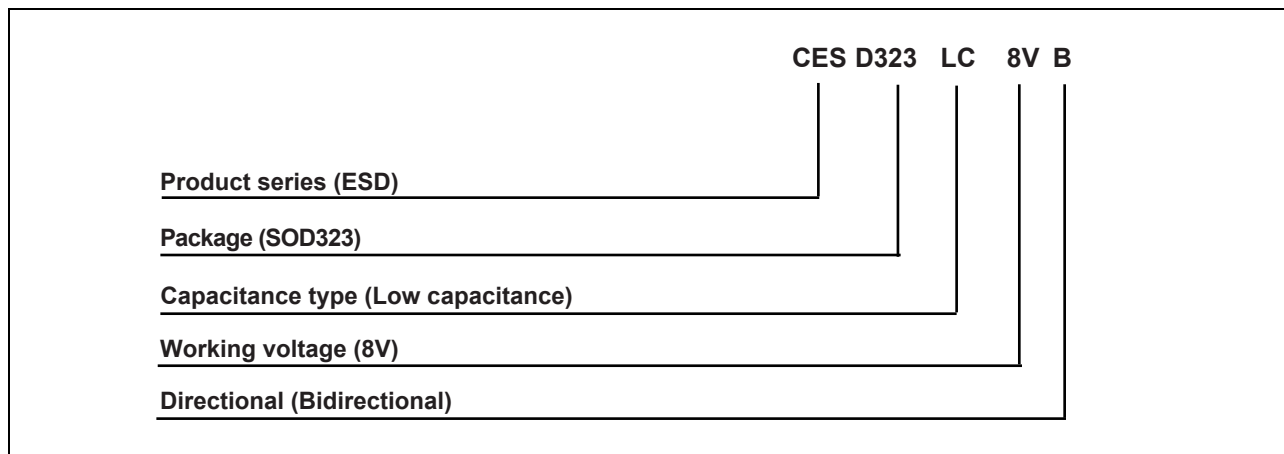 CES D323 LC 8V B
Product series (ESD)
Package (SOD323)
Capacitance type (Low capacitance)
Working voltage (8V)
Directional (Bidirectional)